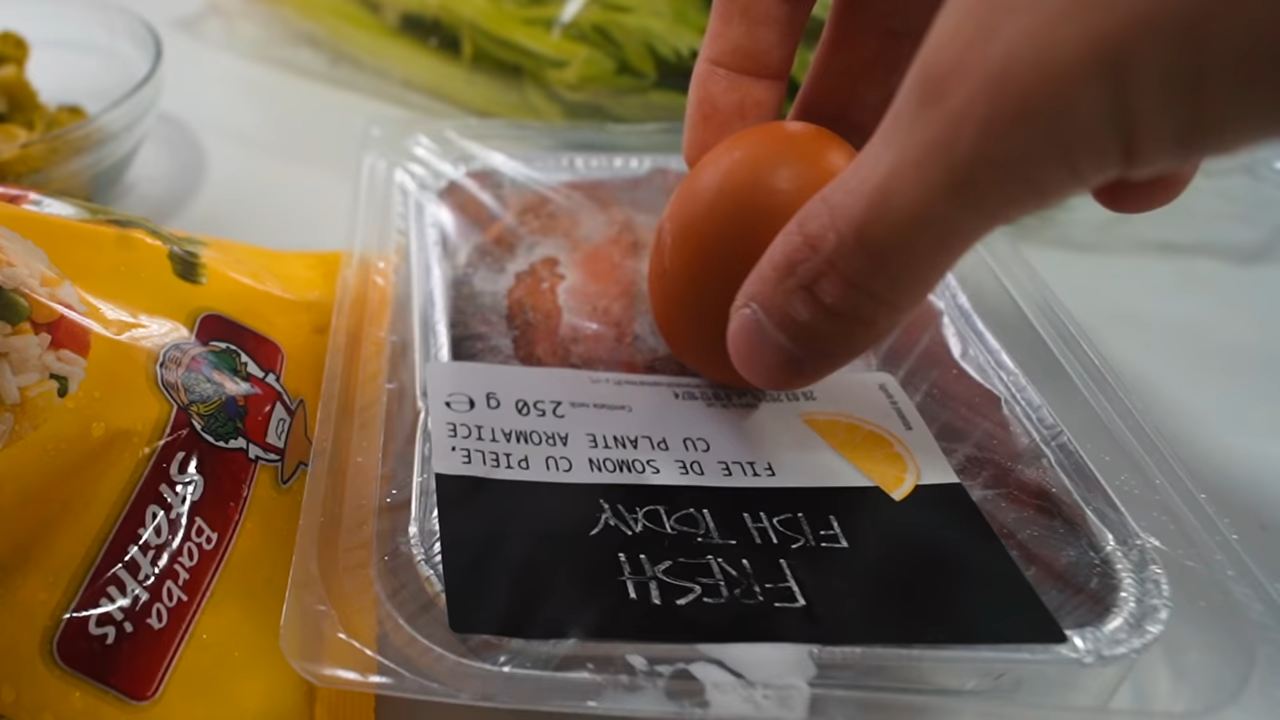 Barba
Stathis
FRESH
FISH TODAY
FILE DE SOMON CU PIELE,
CU PLANTE AROMATICE
250 g e